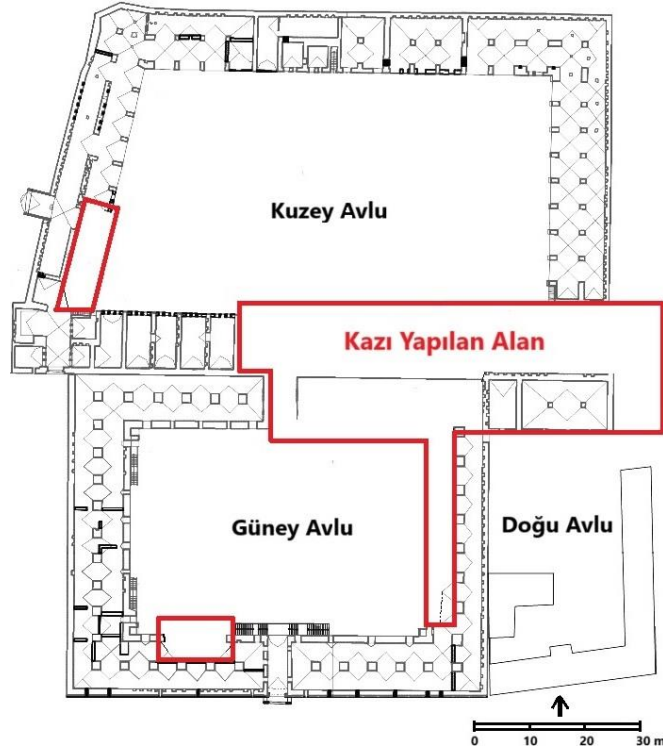 Kuzey Avlu
Kazı Yapılan Alan
Güney Avlu
Doğu Avlu
0 10 20 30 m